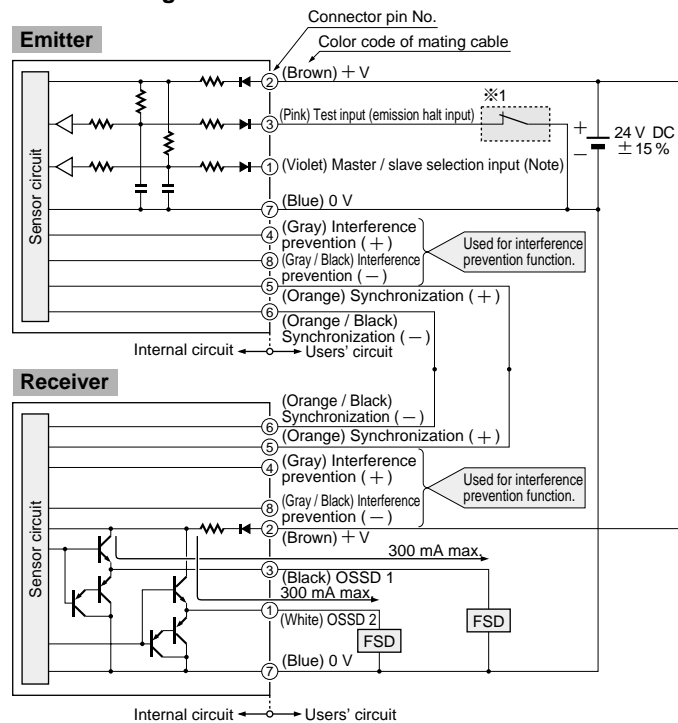 g
Connector pin No.
Emitter
Color code of mating cable
Sensor circuit
② (Brown) + V
※1
③ (Pink) Test input (emission halt input)
+
−
24 V DC
± 15 %
① (Violet) Master / slave selection input (Note)
⑦ (Blue) 0 V
④ (Gray) Interference
prevention ( + )
⑧ (Gray / Black) Interference
prevention ( − )
Used for interference
prevention function.
⑤ (Orange) Synchronization ( + )
⑥ (Orange / Black)
Synchronization ( − )
Internal circuit
Users' circuit
Receiver
Sensor circuit
(Orange / Black)
⑥ Synchronization ( − )
⑤ (Orange) Synchronization ( + )
④ (Gray) Interference
prevention ( + )
⑧ (Gray / Black) Interference
prevention ( − )
Used for interference
prevention function.
② (Brown) + V
300 mA max.
③ (Black) OSSD 1
300 mA max.
① (White) OSSD 2
FSD
FSD
⑦ (Blue) 0 V
Internal circuit
Users' circuit